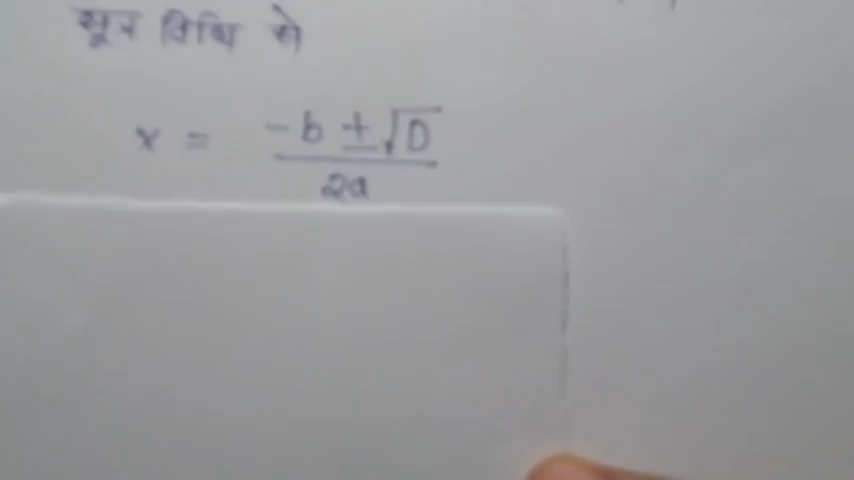 सूत्र विधि से
x = -b ± √D / 2a